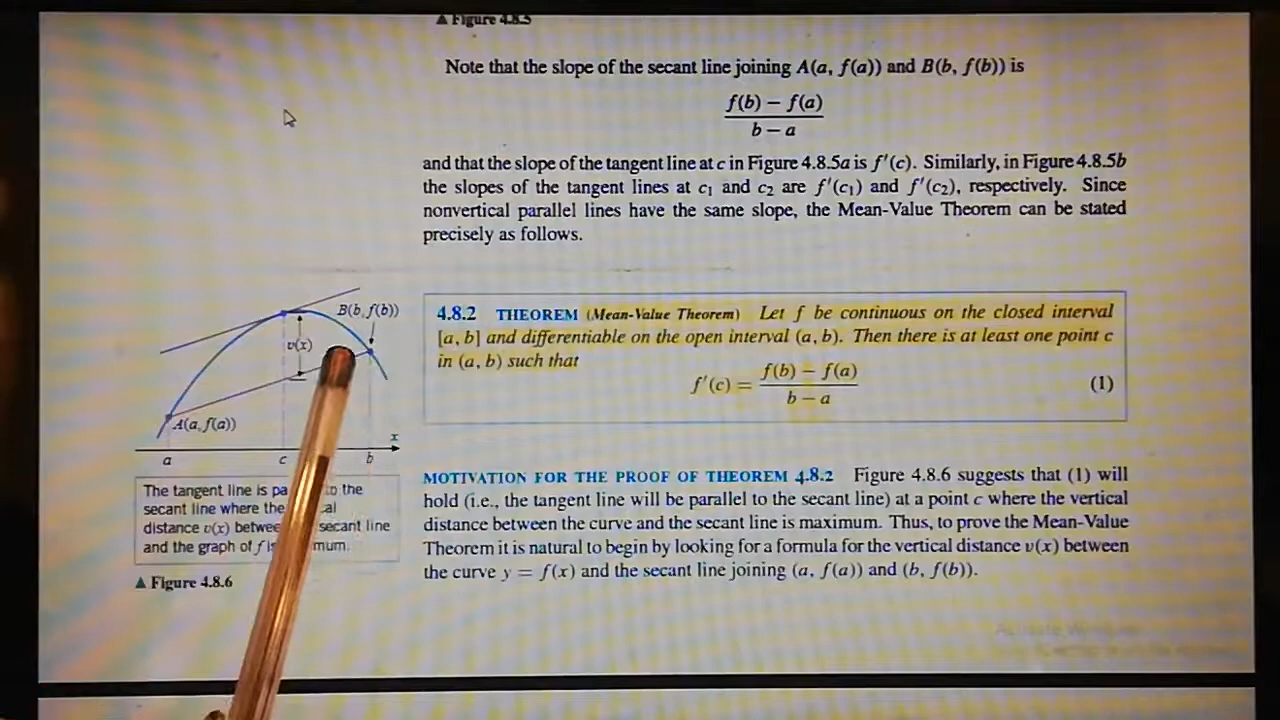 ▲ Figure 4.8.5
Note that the slope of the secant line joining A(a, f(a)) and B(b, f(b)) is
f(b) − f(a)
b − a
and that the slope of the tangent line at c in Figure 4.8.5a is f′(c). Similarly, in Figure 4.8.5b
the slopes of the tangent lines at c₁ and c₂ are f′(c₁) and f′(c₂), respectively. Since
nonvertical parallel lines have the same slope, the Mean-Value Theorem can be stated
precisely as follows.
B(b, f(b))
v(x)
A(a, f(a))
x
a c b
The tangent line is pa to the
secant line where the al
distance v(x) betwee secant line
and the graph of f is mum.
▲ Figure 4.8.6
4.8.2 THEOREM (Mean-Value Theorem) Let f be continuous on the closed interval
[a, b] and differentiable on the open interval (a, b). Then there is at least one point c
in (a, b) such that
f(b) − f(a)
f′(c) =
b − a
(1)
MOTIVATION FOR THE PROOF OF THEOREM 4.8.2 Figure 4.8.6 suggests that (1) will
hold (i.e., the tangent line will be parallel to the secant line) at a point c where the vertical
distance between the curve and the secant line is maximum. Thus, to prove the Mean-Value
Theorem it is natural to begin by looking for a formula for the vertical distance v(x) between
the curve y = f(x) and the secant line joining (a, f(a)) and (b, f(b)).